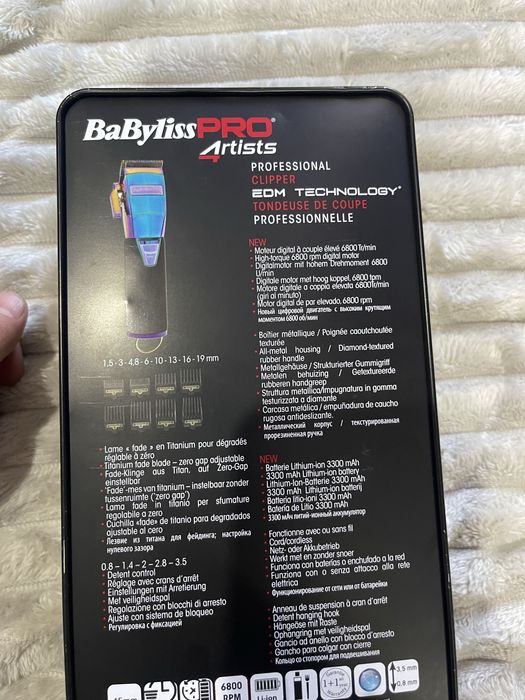 BaBylissPRO®
4rtists
PROFESSIONAL
CLIPPER
EDM TECHNOLOGY*
TONDEUSE DE COUPE
PROFESSIONNELLE
NEW
• Moteur digital à couple élevé 6800 Tr/min
• High-torque 6800 rpm digital motor
• Digitalmotor mit hohem Drehmoment 6800
U/min
• Digitale motor met hoog koppel, 6800 tpm
• Motore digitale a coppia elevata 6800Tr/min
(giri al minuto)
• Motor digital de par elevado, 6800 rpm
• Новый цифровой двигатель с высоким крутящим
моментом 6800 об/мин
• Boîtier métallique / Poignée caoutchoutée
texturée
• All-metal housing / Diamond-textured
rubber handle
• Metallgehäuse / Strukturierter Gummigriff
• Metalen behuizing / Getextureerde
rubberen handgreep
• Struttura metallica/impugnatura in gomma
testurizzata a diamante
• Carcasa metálica / empuñadura de caucho
rugosa antideslizante.
• Металлический корпус / текстурированная
прорезиненная ручка
1.5-3-4.8-6-10-13-16-19 mm
• Lame « fade » en Titanium pour dégradés
réglable à zéro
• Titanium fade blade – zero gap adjustable
• Fade-Klinge aus Titan, auf Zero-Gap
einstellbar
• 'Fade'-mes van titanium – instelbaar zonder
tussenruimte ('zero gap')
• Lama fade in titanio per sfumature
regolabile a zero
• Cuchilla «fade» de titanio para degradados
ajustable al cero
• Лезвие из титана для фейдинга; настройка
нулевого зазора
0.8 – 1.4 – 2 – 2.8 – 3.5
• Detent control
• Réglage avec crans d'arrêt
• Einstellungen mit Arretierung
• Met veiligheidspal
• Regolazione con blocchi di arresto
• Ajuste con sistema de bloqueo
• Регулировка с фиксацией
NEW
• Batterie Lithium-ion 3300 mAh
• 3300 mAh Lithium-ion battery
• Lithium-Ion-Batterie 3300 mAh
• 3300 mAh Lithium-ion batterij
• Batteria litio-ioni 3300 mAh
• Batería de Litio 3300 mAh
• 3300 мАч литий-ионный аккумулятор
• Fonctionne avec ou sans fil
• Cord/cordless
• Netz- oder Akkubetrieb
• Werkt met en zonder snoer
• Funciona con baterías o enchufado a la red
• Funziona con o senza attacco alla rete
elettrica
• Функционирование от сети или от батарейки
• Anneau de suspension à cran d'arrêt
• Detent hanging hook
• Hängeöse mit Raste
• Ophangring met veiligheidspal
• Gancio ad anello con blocco d'arresto
• Gancho para colgar con cierre
• Кольцо со стопором для подвешивания
6800
RPM
Li-ion
1+1
3,5 mm
0,8 mm